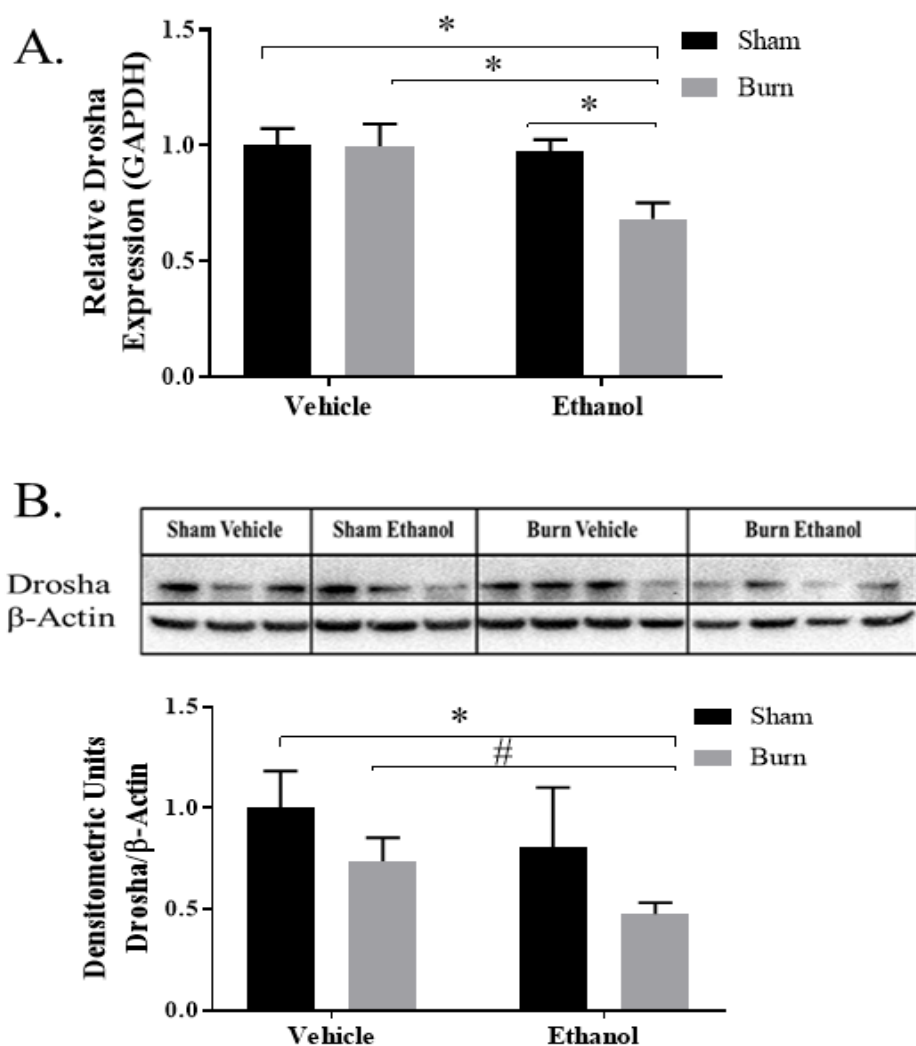 A.
Relative Drosha
Expression (GAPDH)
1.5
1.0
0.5
0.0
*
*
*
Sham
Burn
Vehicle Ethanol
B.
Sham Vehicle Sham Ethanol Burn Vehicle Burn Ethanol
Drosha
β-Actin
Densitometric Units
Drosha/β-Actin
1.5
1.0
0.5
0.0
*
#
Sham
Burn
Vehicle Ethanol